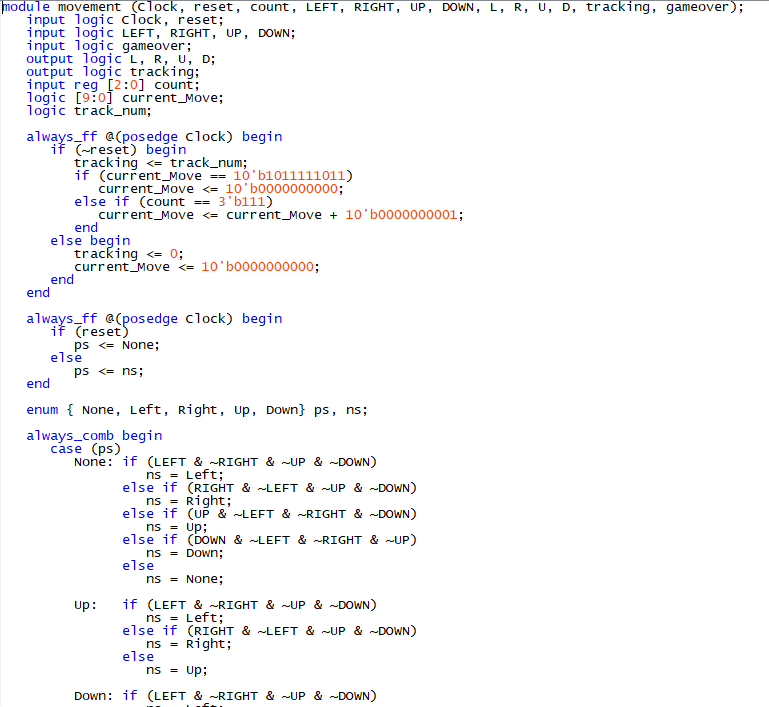 module movement (Clock, reset, count, LEFT, RIGHT, UP, DOWN, L, R, U, D, tracking, gameover);
input logic Clock, reset;
input logic LEFT, RIGHT, UP, DOWN;
input logic gameover;
output logic L, R, U, D;
output logic tracking;
input reg [2:0] count;
logic [9:0] current_Move;
logic track_num;

always_ff @(posedge Clock) begin
if (~reset) begin
tracking <= track_num;
if (current_Move == 10'b1011111011)
current_Move <= 10'b0000000000;
else if (count == 3'b111)
current_Move <= current_Move + 10'b0000000001;
end
else begin
tracking <= 0;
current_Move <= 10'b0000000000;
end
end

always_ff @(posedge Clock) begin
if (reset)
ps <= None;
else
ps <= ns;
end

enum { None, Left, Right, Up, Down} ps, ns;

always_comb begin
case (ps)
None: if (LEFT & ~RIGHT & ~UP & ~DOWN)
ns = Left;
else if (RIGHT & ~LEFT & ~UP & ~DOWN)
ns = Right;
else if (UP & ~LEFT & ~RIGHT & ~DOWN)
ns = Up;
else if (DOWN & ~LEFT & ~RIGHT & ~UP)
ns = Down;
else
ns = None;

Up: if (LEFT & ~RIGHT & ~UP & ~DOWN)
ns = Left;
else if (RIGHT & ~LEFT & ~UP & ~DOWN)
ns = Right;
else
ns = Up;

Down: if (LEFT & ~RIGHT & ~UP & ~DOWN)